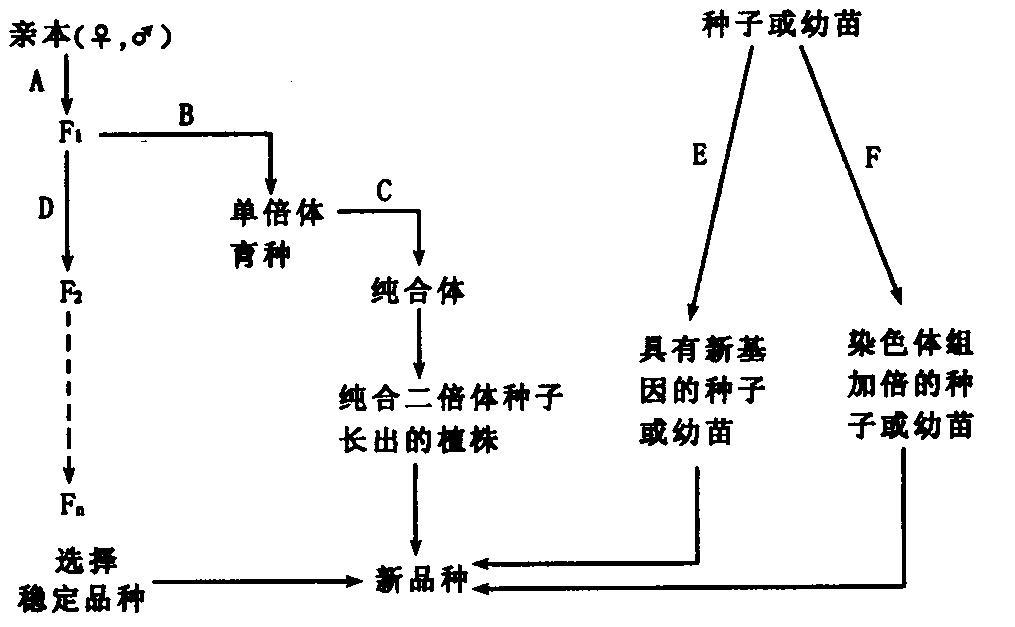 亲本(♀,♂)
A
F₁
B
D
单倍体
育种
C
F₂
纯合体
纯合二倍体种子
长出的植株
Fₙ
选择
稳定品种
新品种
种子或幼苗
E
F
具有新基
因的种子
或幼苗
染色体组
加倍的种
子或幼苗